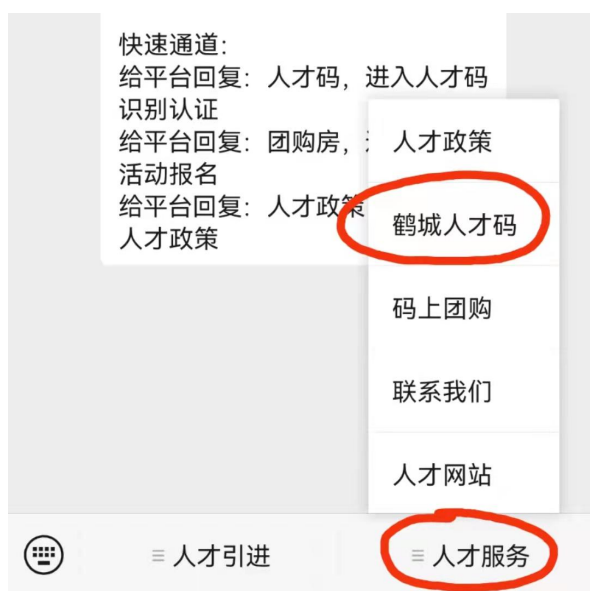 快速通道：
给平台回复：人才码，进入人才码
识别认证
给平台回复：团购房，
活动报名
给平台回复：人才政策
人才政策
人才政策
鹤城人才码
码上团购
联系我们
人才网站
人才引进
人才服务